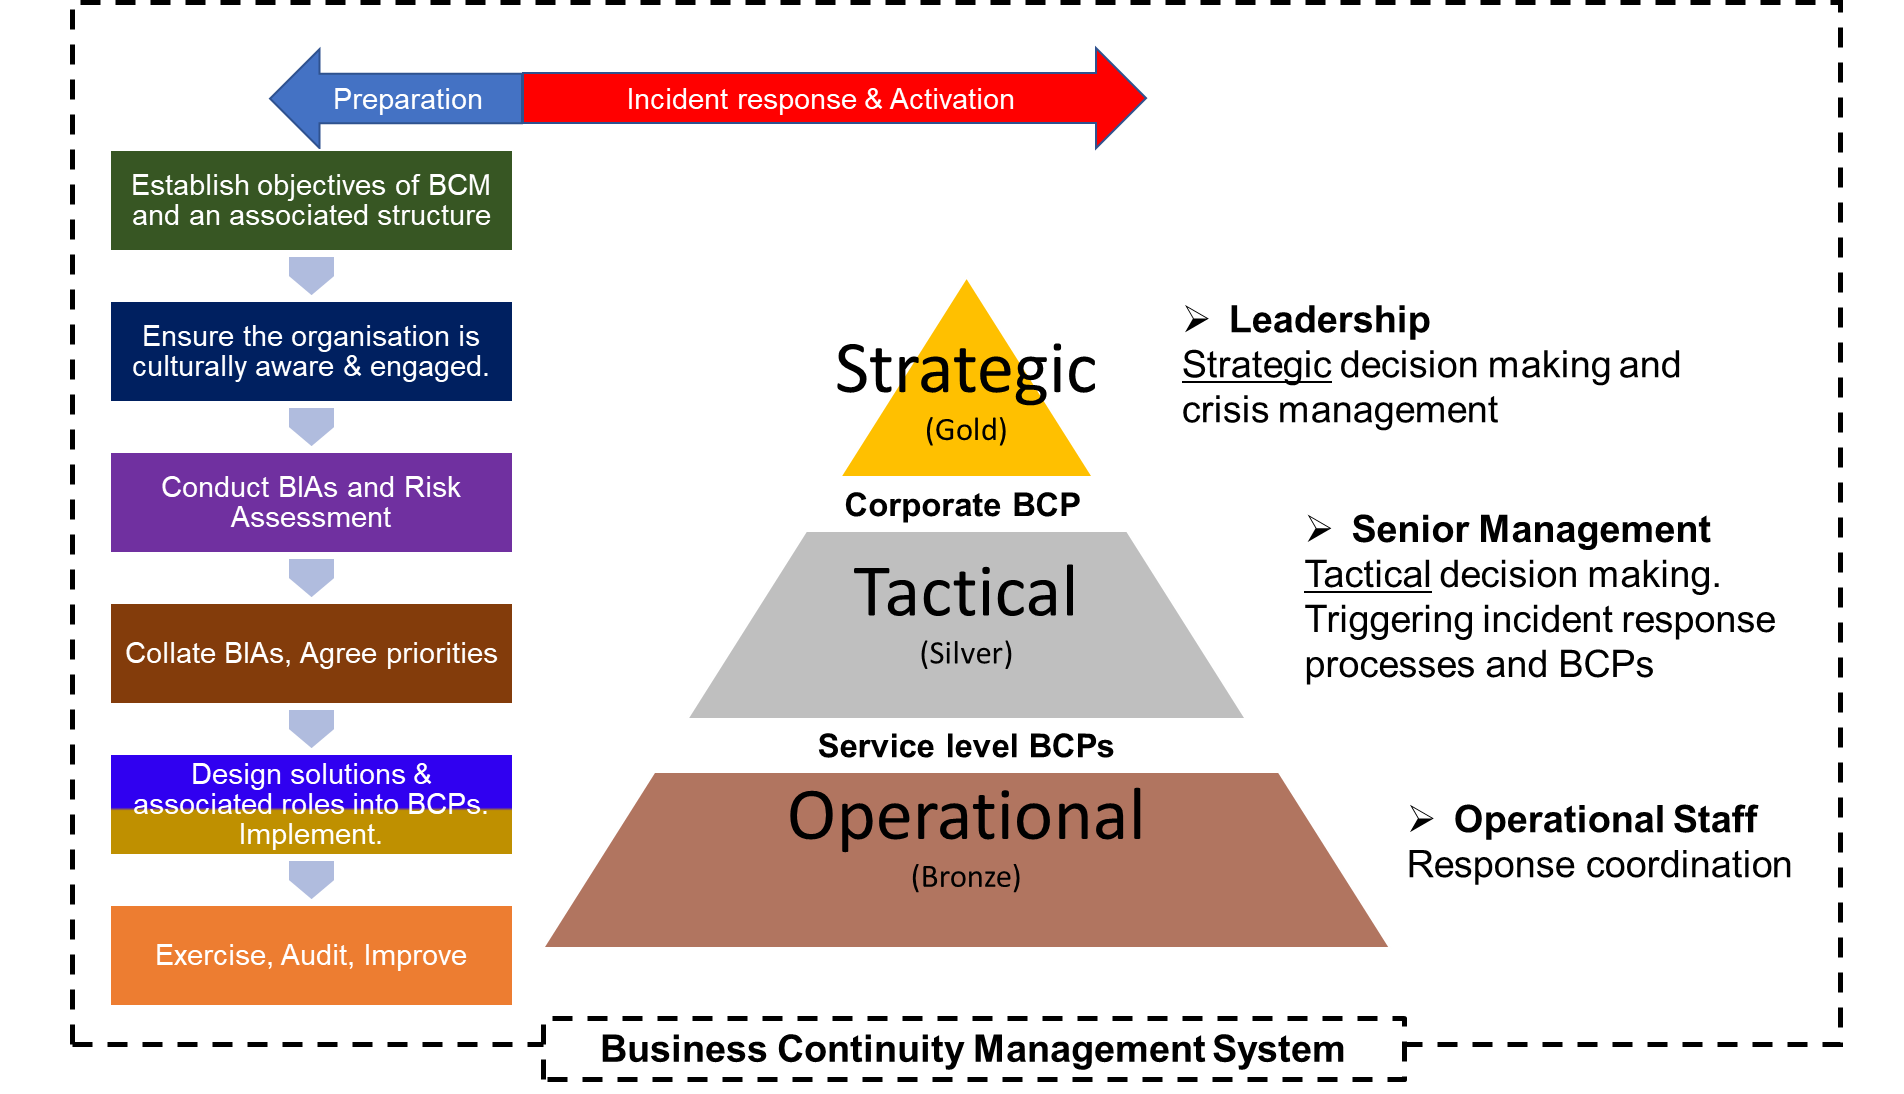 Preparation
Incident response & Activation
Establish objectives of BCM
and an associated structure
Ensure the organisation is
culturally aware & engaged.
Conduct BIAs and Risk
Assessment
Collate BIAs, Agree priorities
Design solutions &
associated roles into BCPs.
Implement.
Exercise, Audit, Improve
Strategic
(Gold)
Corporate BCP
Tactical
(Silver)
Service level BCPs
Operational
(Bronze)
➢ Leadership
Strategic decision making and
crisis management
➢ Senior Management
Tactical decision making.
Triggering incident response
processes and BCPs
➢ Operational Staff
Response coordination
Business Continuity Management System